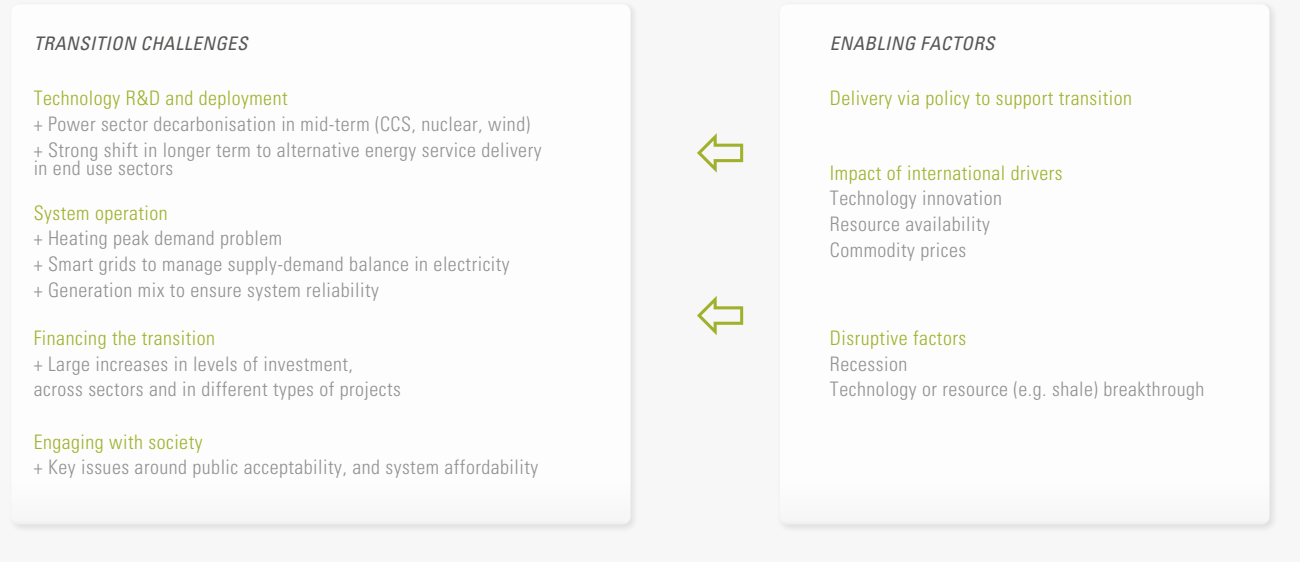 TRANSITION CHALLENGES
Technology R&D and deployment
+ Power sector decarbonisation in mid-term (CCS, nuclear, wind)
+ Strong shift in longer term to alternative energy service delivery
in end use sectors
System operation
+ Heating peak demand problem
+ Smart grids to manage supply-demand balance in electricity
+ Generation mix to ensure system reliability
Financing the transition
+ Large increases in levels of investment,
across sectors and in different types of projects
Engaging with society
+ Key issues around public acceptability, and system affordability
ENABLING FACTORS
Delivery via policy to support transition
Impact of international drivers
Technology innovation
Resource availability
Commodity prices
Disruptive factors
Recession
Technology or resource (e.g. shale) breakthrough